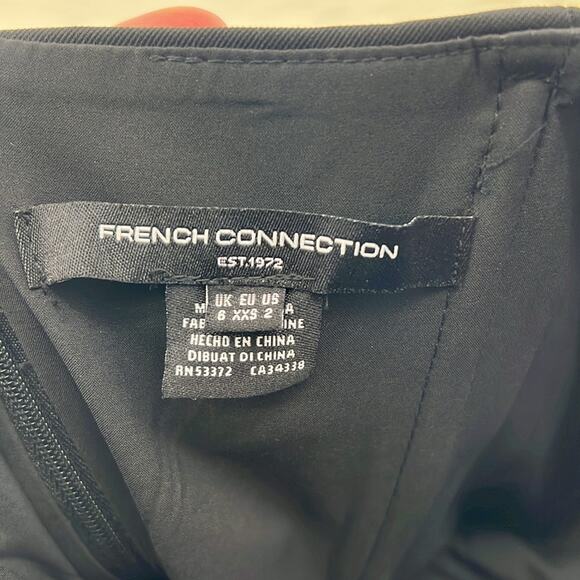 FRENCH CONNECTION
EST.1972
UK EU US
6 XXS 2
HECHO EN CHINA
DIBUAT DI CHINA
RN53372 CA34338